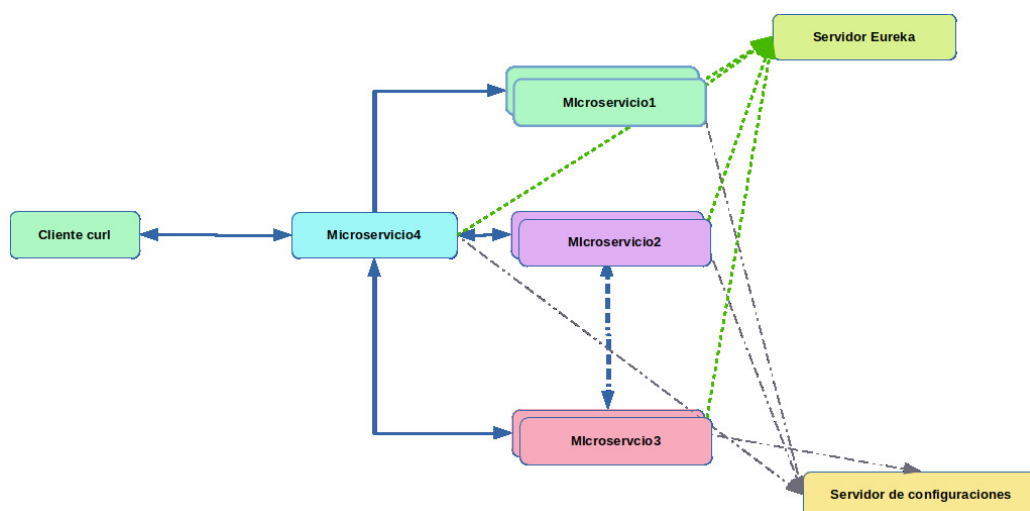 Servidor Eureka
MIcroservicio1
Cliente curl
Microservicio4
MIcroservicio2
MIcroservcio3
Servidor de configuraciones